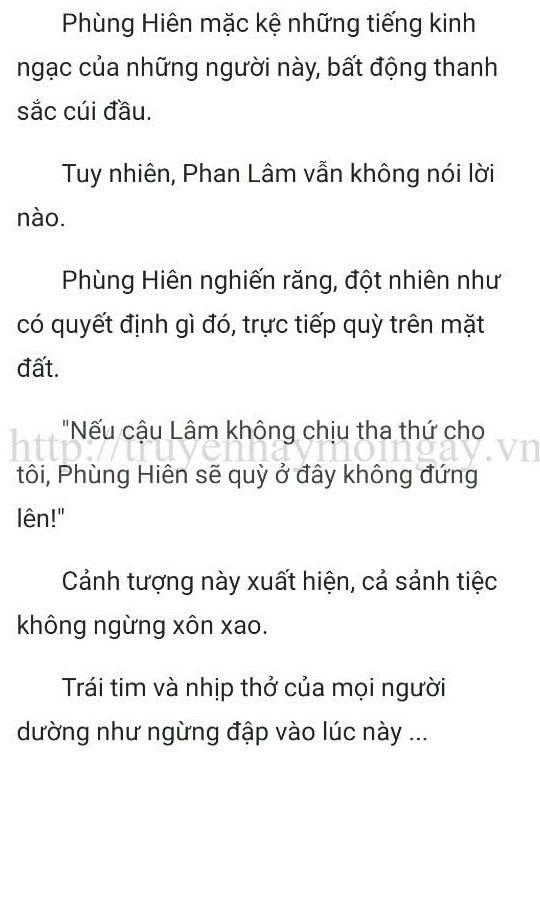 Phùng Hiên mặc kệ những tiếng kinh
ngạc của những người này, bất động thanh
sắc cúi đầu.
Tuy nhiên, Phan Lâm vẫn không nói lời
nào.
Phùng Hiên nghiến răng, đột nhiên như
có quyết định gì đó, trực tiếp quỳ trên mặt
đất.
"Nếu cậu Lâm không chịu tha thứ cho
http://truyenhaymoingay.vn
tôi, Phùng Hiên sẽ quỳ ở đây không đứng
lên!"
Cảnh tượng này xuất hiện, cả sảnh tiệc
không ngừng xôn xao.
Trái tim và nhịp thở của mọi người
dường như ngừng đập vào lúc này ...